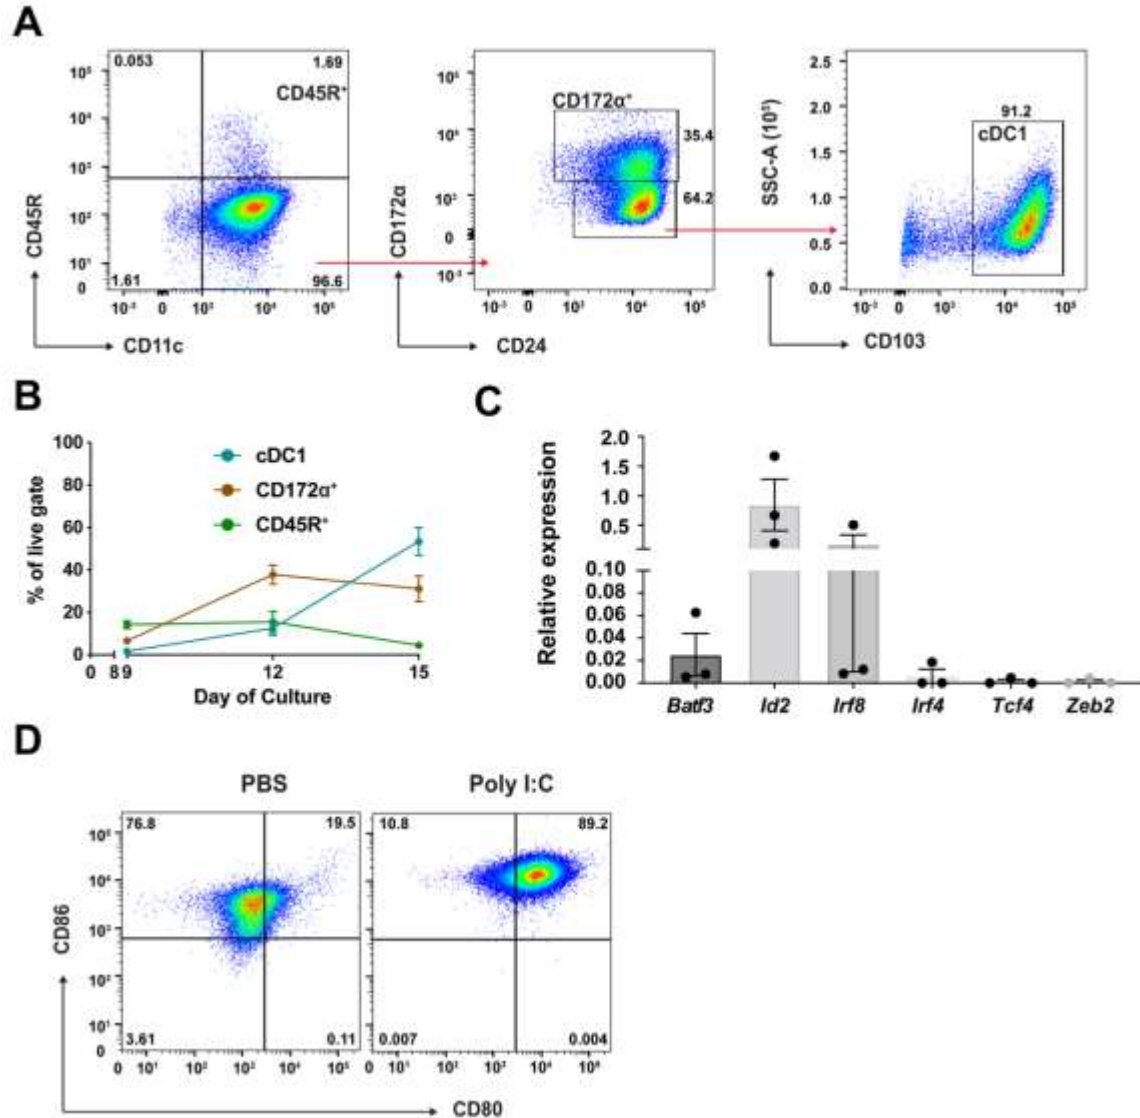 A
0.053
1.69
CD45R⁺
1.61
96.6
CD45R
CD11c
CD172α⁺
35.4
64.2
CD172α
CD24
91.2
cDC1
SSC-A (10⁵)
2.5
2.0
1.5
1.0
0.5
0.0
CD103
B
100
80
60
40
20
0
cDC1
CD172α⁺
CD45R⁺
% of live gate
0 8 9 12 15
Day of Culture
C
Relative expression
2.0
1.5
1.0
0.5
0.10
0.08
0.06
0.04
0.02
0.00
Batf3 Id2 Irf8 Irf4 Tcf4 Zeb2
D
PBS
Poly I:C
76.8
19.5
3.61
0.11
10.8
89.2
0.007
0.004
CD86
0 10¹ 10² 10³ 10⁴ 10⁵
0 10¹ 10² 10³ 10⁴ 10⁵
CD80